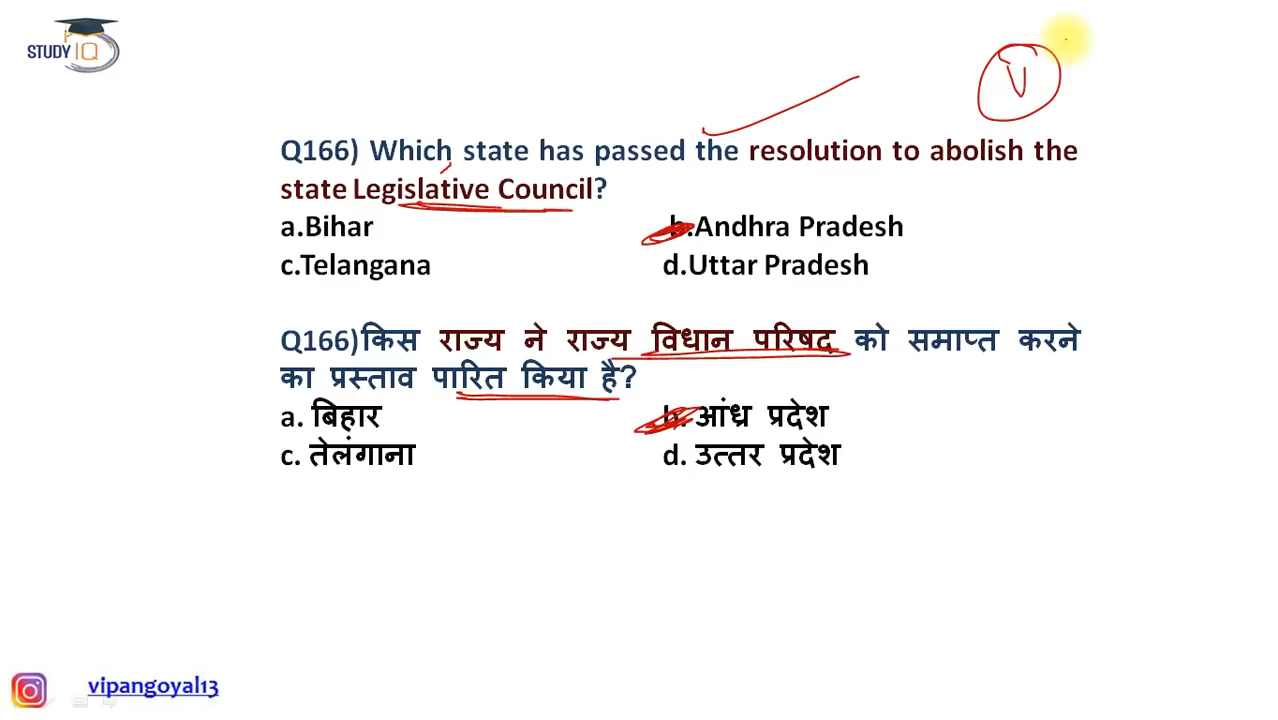 STUDY IQ
V
Q166) Which state has passed the resolution to abolish the
state Legislative Council?
a.Bihar b.Andhra Pradesh
c.Telangana d.Uttar Pradesh
Q166)किस राज्य ने राज्य विधान परिषद को समाप्त करने
का प्रस्ताव पारित किया है?
a. बिहार b. आंध्र प्रदेश
c. तेलंगाना d. उत्तर प्रदेश
vipangoyal13